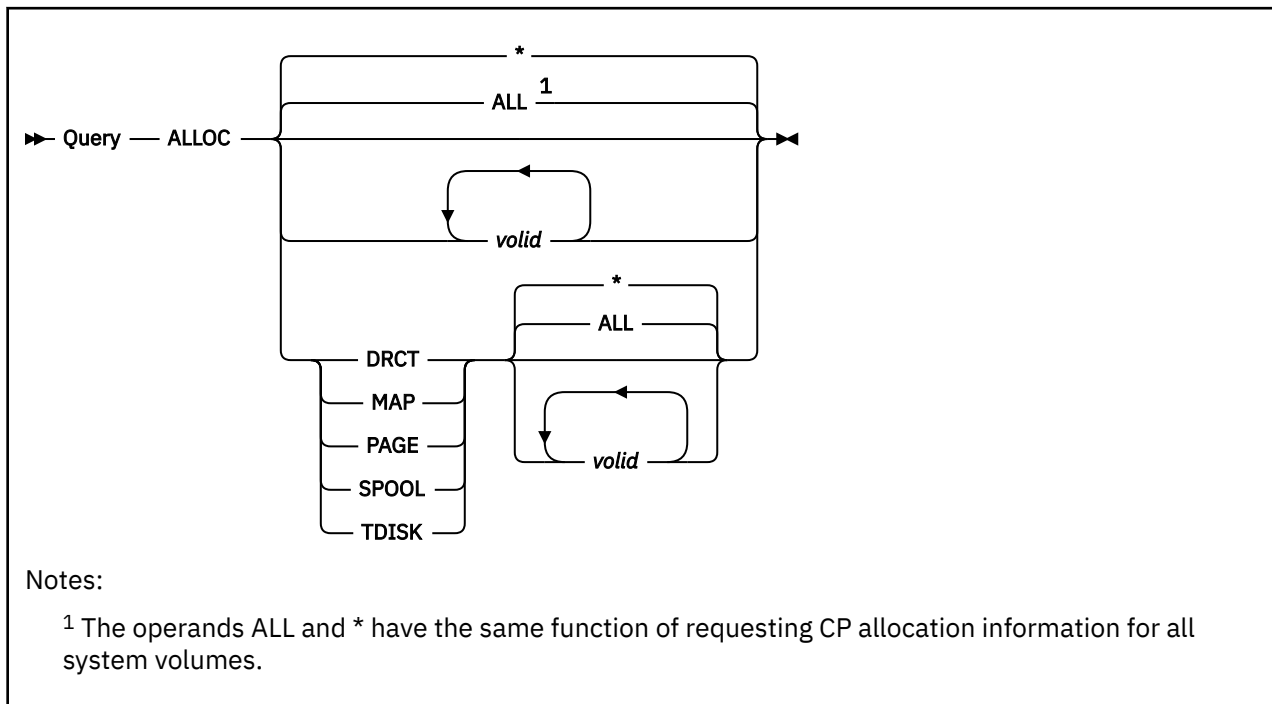 *
ALL 1
Query ALLOC
volid
*
ALL
DRCT
MAP
PAGE
volid
SPOOL
TDISK
Notes:
1 The operands ALL and * have the same function of requesting CP allocation information for all
system volumes.